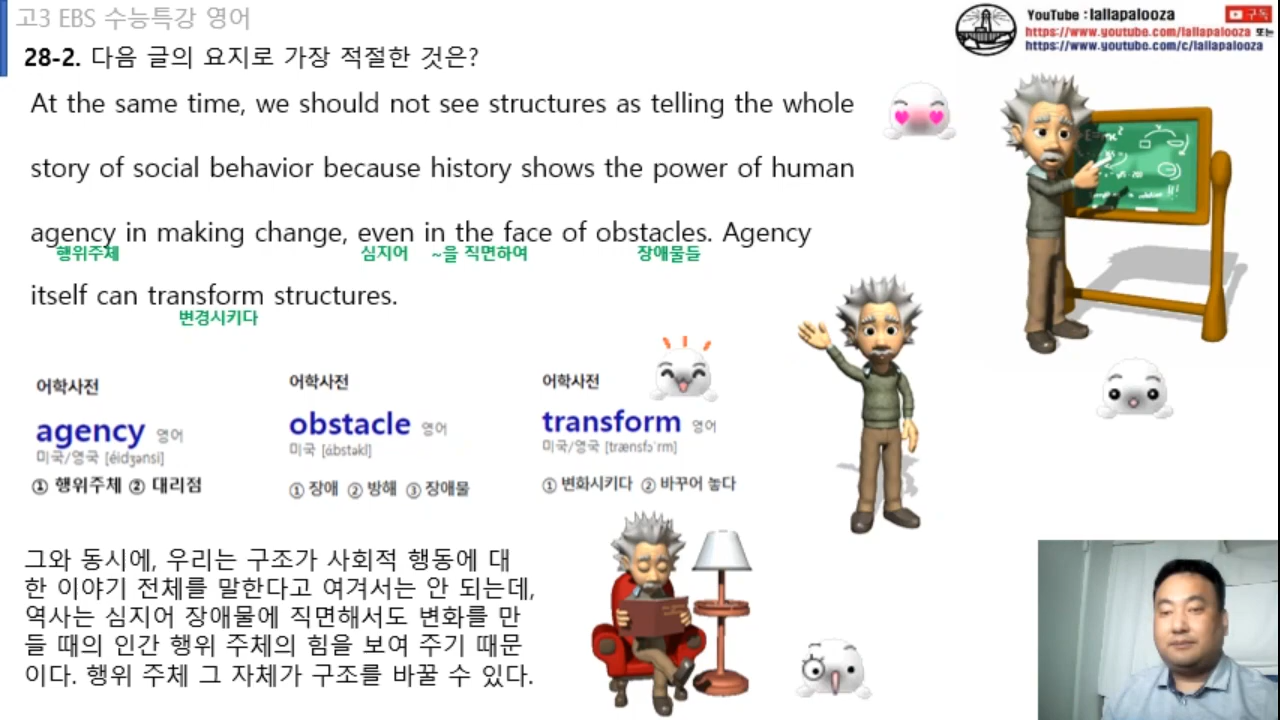 고3 EBS 수능특강 영어
YouTube : lallapalooza
구독
https://www.youtube.com/lallapalooza 또는
https://www.youtube.com/c/lallapalooza
28-2. 다음 글의 요지로 가장 적절한 것은?
At the same time, we should not see structures as telling the whole
story of social behavior because history shows the power of human
agency in making change, even in the face of obstacles. Agency
행위주체 심지어 ~을 직면하여 장애물들
itself can transform structures.
변경시키다
어학사전
agency 영어
미국/영국 [éidʒənsi]
① 행위주체 ② 대리점
어학사전
obstacle 영어
미국 [ábstəkl]
① 장애 ② 방해 ③ 장애물
어학사전
transform 영어
미국/영국 [trænsfɔˈrm]
① 변화시키다 ② 바꾸어 놓다
그와 동시에, 우리는 구조가 사회적 행동에 대
한 이야기 전체를 말한다고 여겨서는 안 되는데,
역사는 심지어 장애물에 직면해서도 변화를 만
들 때의 인간 행위 주체의 힘을 보여 주기 때문
이다. 행위 주체 그 자체가 구조를 바꿀 수 있다.